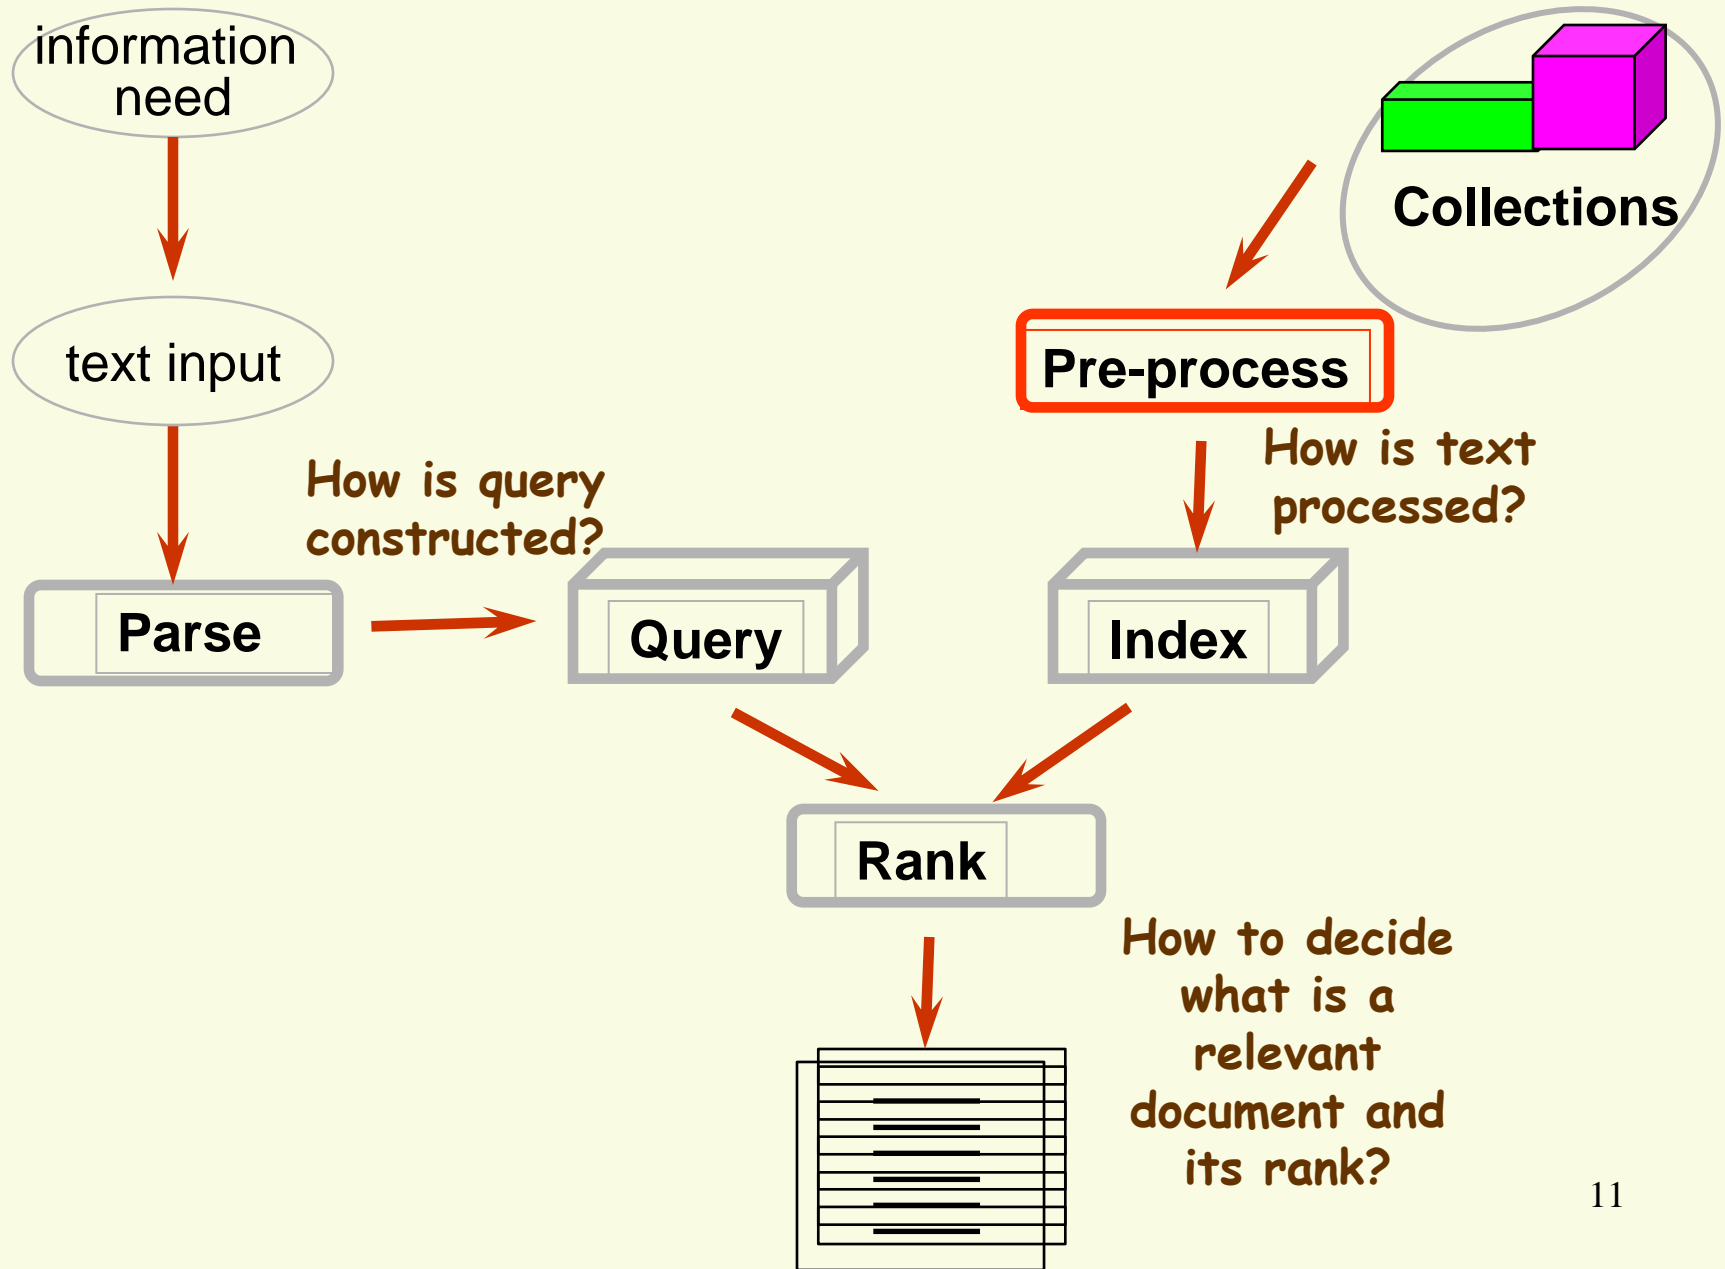 information
need
Collections
text input
Pre-process
How is text
processed?
How is query
constructed?
Parse
Query
Index
Rank
How to decide
what is a
relevant
document and
its rank?
11